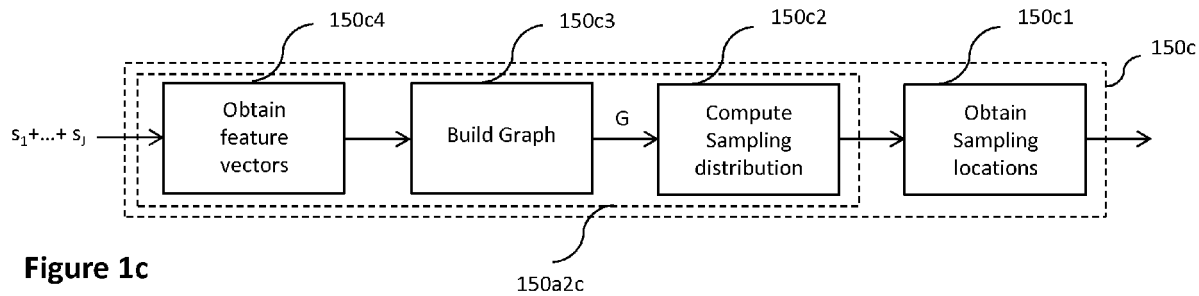 150c4
150c3
150c2
150c1
150c
s1+...+ sJ
Obtain
feature
vectors
Build Graph
G
Compute
Sampling
distribution
Obtain
Sampling
locations
Figure 1c
150a2c